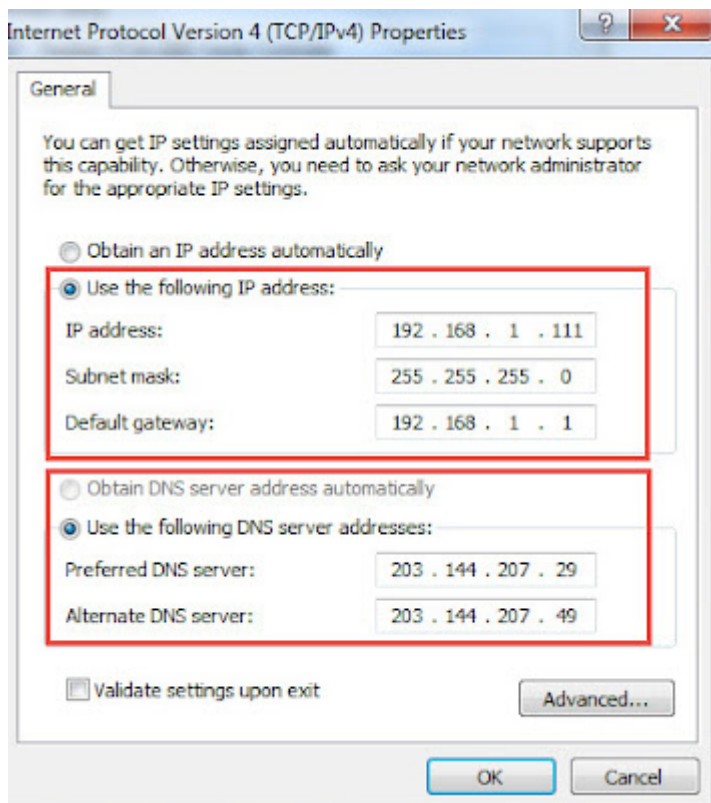 Internet Protocol Version 4 (TCP/IPv4) Properties
?
General
You can get IP settings assigned automatically if your network supports
this capability. Otherwise, you need to ask your network administrator
for the appropriate IP settings.
Obtain an IP address automatically
Use the following IP address:
IP address: 192 . 168 . 1 . 111
Subnet mask: 255 . 255 . 255 . 0
Default gateway: 192 . 168 . 1 . 1
Obtain DNS server address automatically
Use the following DNS server addresses:
Preferred DNS server: 203 . 144 . 207 . 29
Alternate DNS server: 203 . 144 . 207 . 49
Validate settings upon exit
Advanced...
OK Cancel